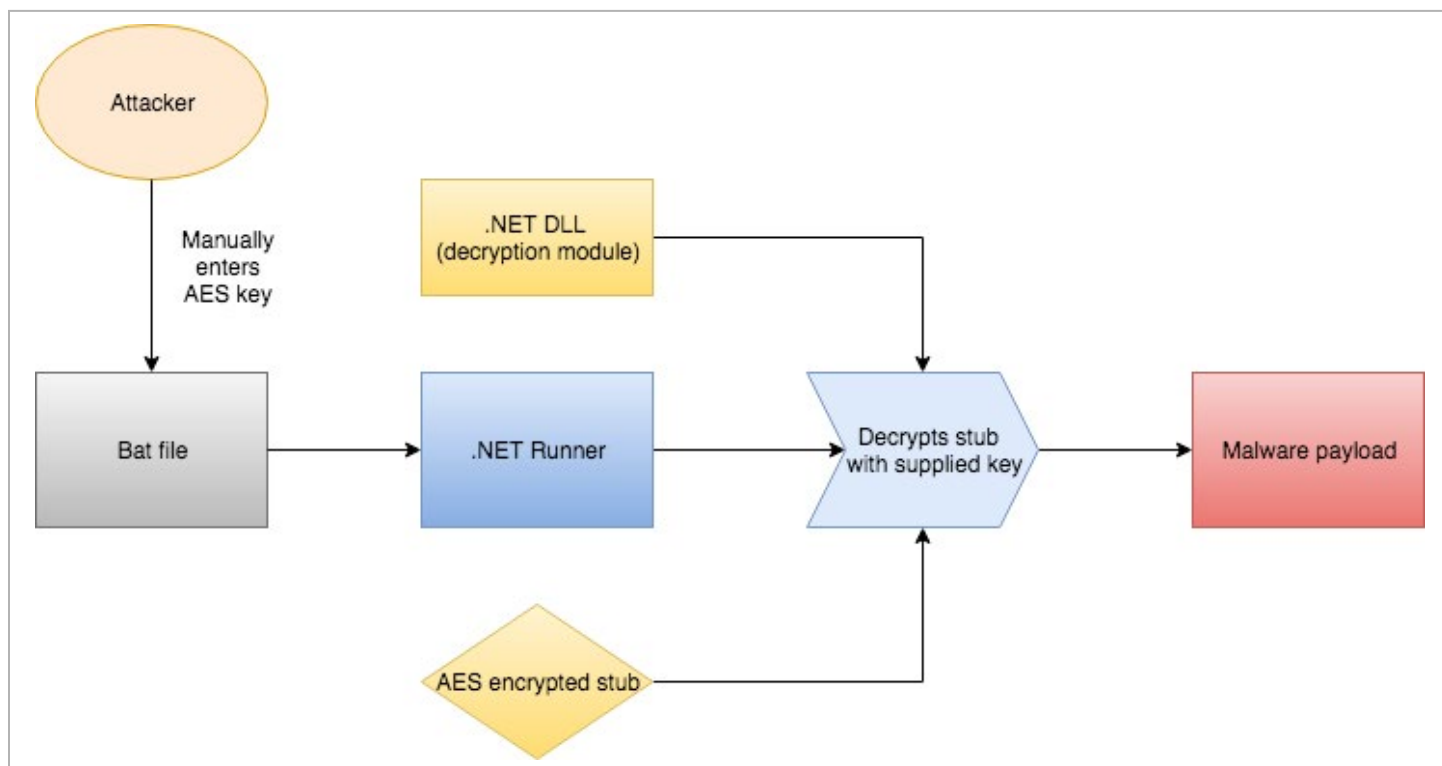 Attacker
Manually
enters
AES key
.NET DLL
(decryption module)
Bat file
.NET Runner
Decrypts stub
with supplied key
Malware payload
AES encrypted stub